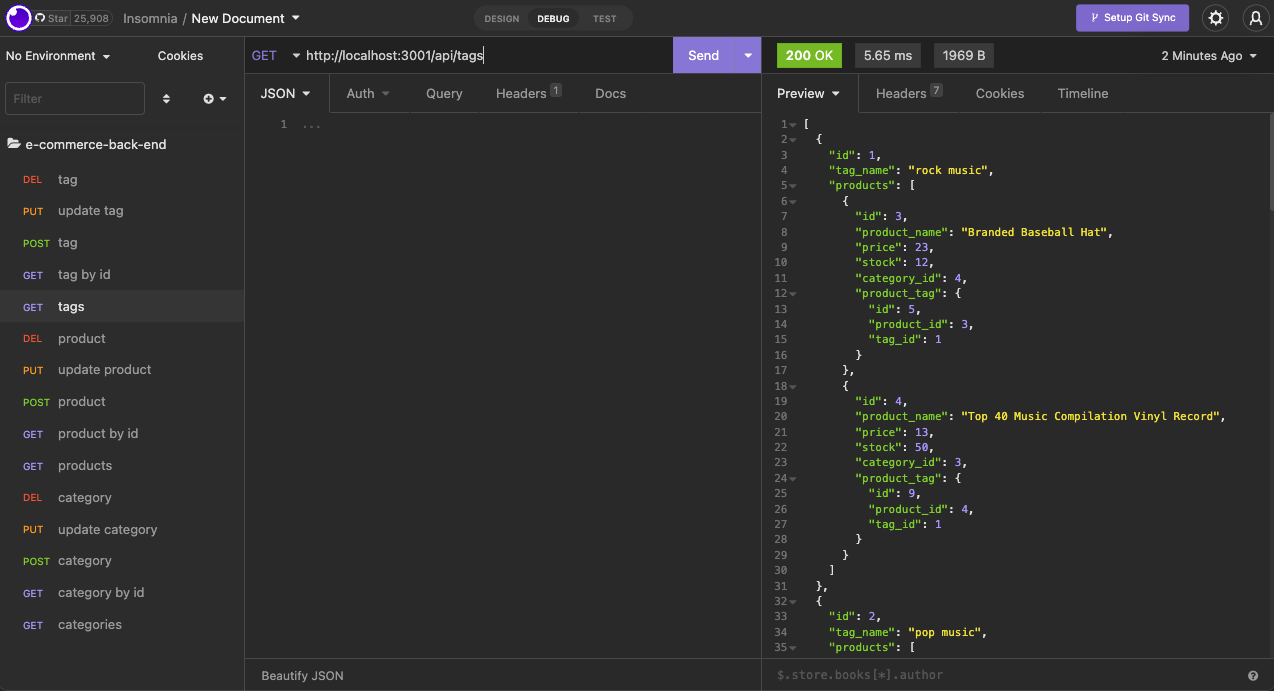 Star 25,908 Insomnia / New Document DESIGN DEBUG TEST Setup Git Sync
No Environment Cookies
Filter
e-commerce-back-end
DEL tag
PUT update tag
POST tag
GET tag by id
GET tags
DEL product
PUT update product
POST product
GET product by id
GET products
DEL category
PUT update category
POST category
GET category by id
GET categories
GET http://localhost:3001/api/tags Send
JSON Auth Query Headers 1 Docs
1 ...
Beautify JSON
200 OK 5.65 ms 1969 B 2 Minutes Ago
Preview Headers 7 Cookies Timeline
1 [
2 {
3 "id": 1,
4 "tag_name": "rock music",
5 "products": [
6 {
7 "id": 3,
8 "product_name": "Branded Baseball Hat",
9 "price": 23,
10 "stock": 12,
11 "category_id": 4,
12 "product_tag": {
13 "id": 5,
14 "product_id": 3,
15 "tag_id": 1
16 }
17 },
18 {
19 "id": 4,
20 "product_name": "Top 40 Music Compilation Vinyl Record",
21 "price": 13,
22 "stock": 50,
23 "category_id": 3,
24 "product_tag": {
25 "id": 9,
26 "product_id": 4,
27 "tag_id": 1
28 }
29 }
30 ]
31 },
32 {
33 "id": 2,
34 "tag_name": "pop music",
35 "products": [
$.store.books[*].author ?